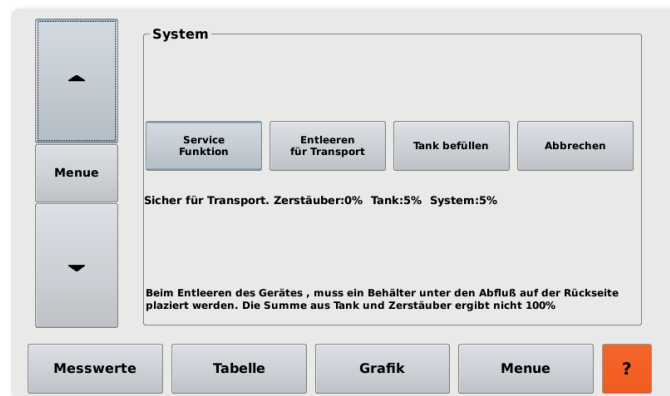 System
Menue
Service
Funktion
Entleeren
für Transport
Tank befüllen
Abbrechen
Sicher für Transport. Zerstäuber:0% Tank:5% System:5%
Beim Entleeren des Gerätes , muss ein Behälter unter den Abfluß auf der Rückseite
plaziert werden. Die Summe aus Tank und Zerstäuber ergibt nicht 100%
Messwerte
Tabelle
Grafik
Menue
?